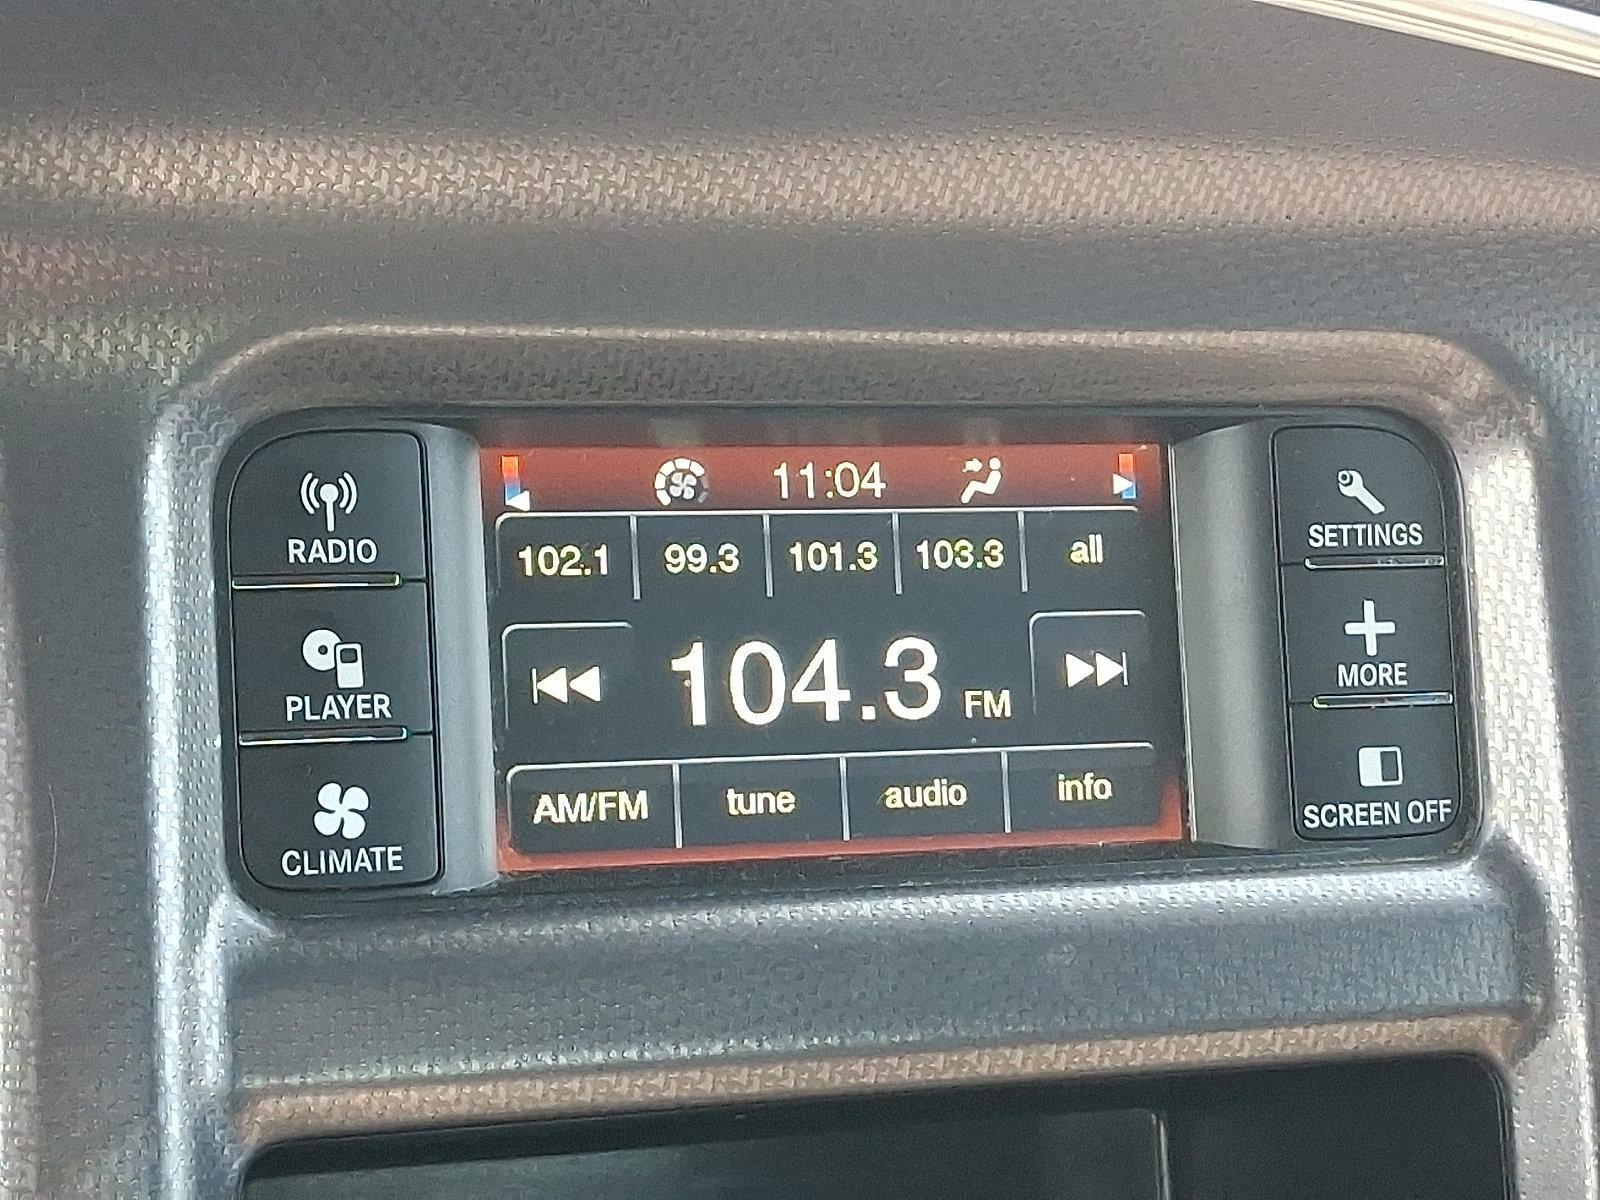 RADIO
PLAYER
CLIMATE
11:04
102.1 99.3 101.3 103.3 all
104.3 FM
AM/FM tune audio info
SETTINGS
MORE
SCREEN OFF